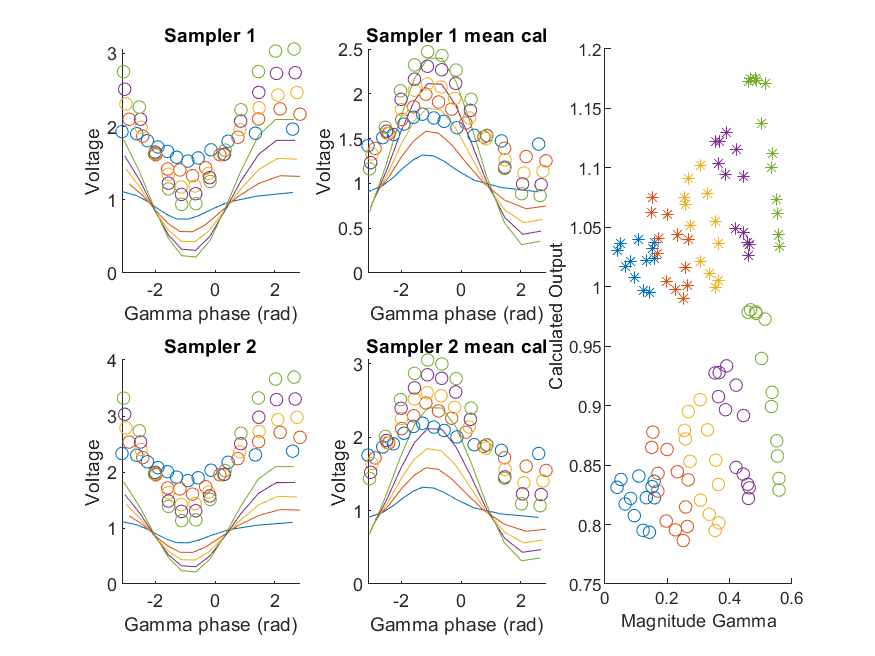 Sampler 1
3
2
1
0
Voltage
-2 0 2
Gamma phase (rad)
Sampler 1 mean cal
2.5
2
1.5
1
0.5
0
Voltage
-2 0 2
Gamma phase (rad)
Sampler 2
4
3
2
1
0
Voltage
-2 0 2
Gamma phase (rad)
Sampler 2 mean cal
3
2
1
0
Voltage
-2 0 2
Gamma phase (rad)
1.2
1.15
1.1
1.05
1
0.95
0.9
0.85
0.8
0.75
Calculated Output
0 0.2 0.4 0.6
Magnitude Gamma